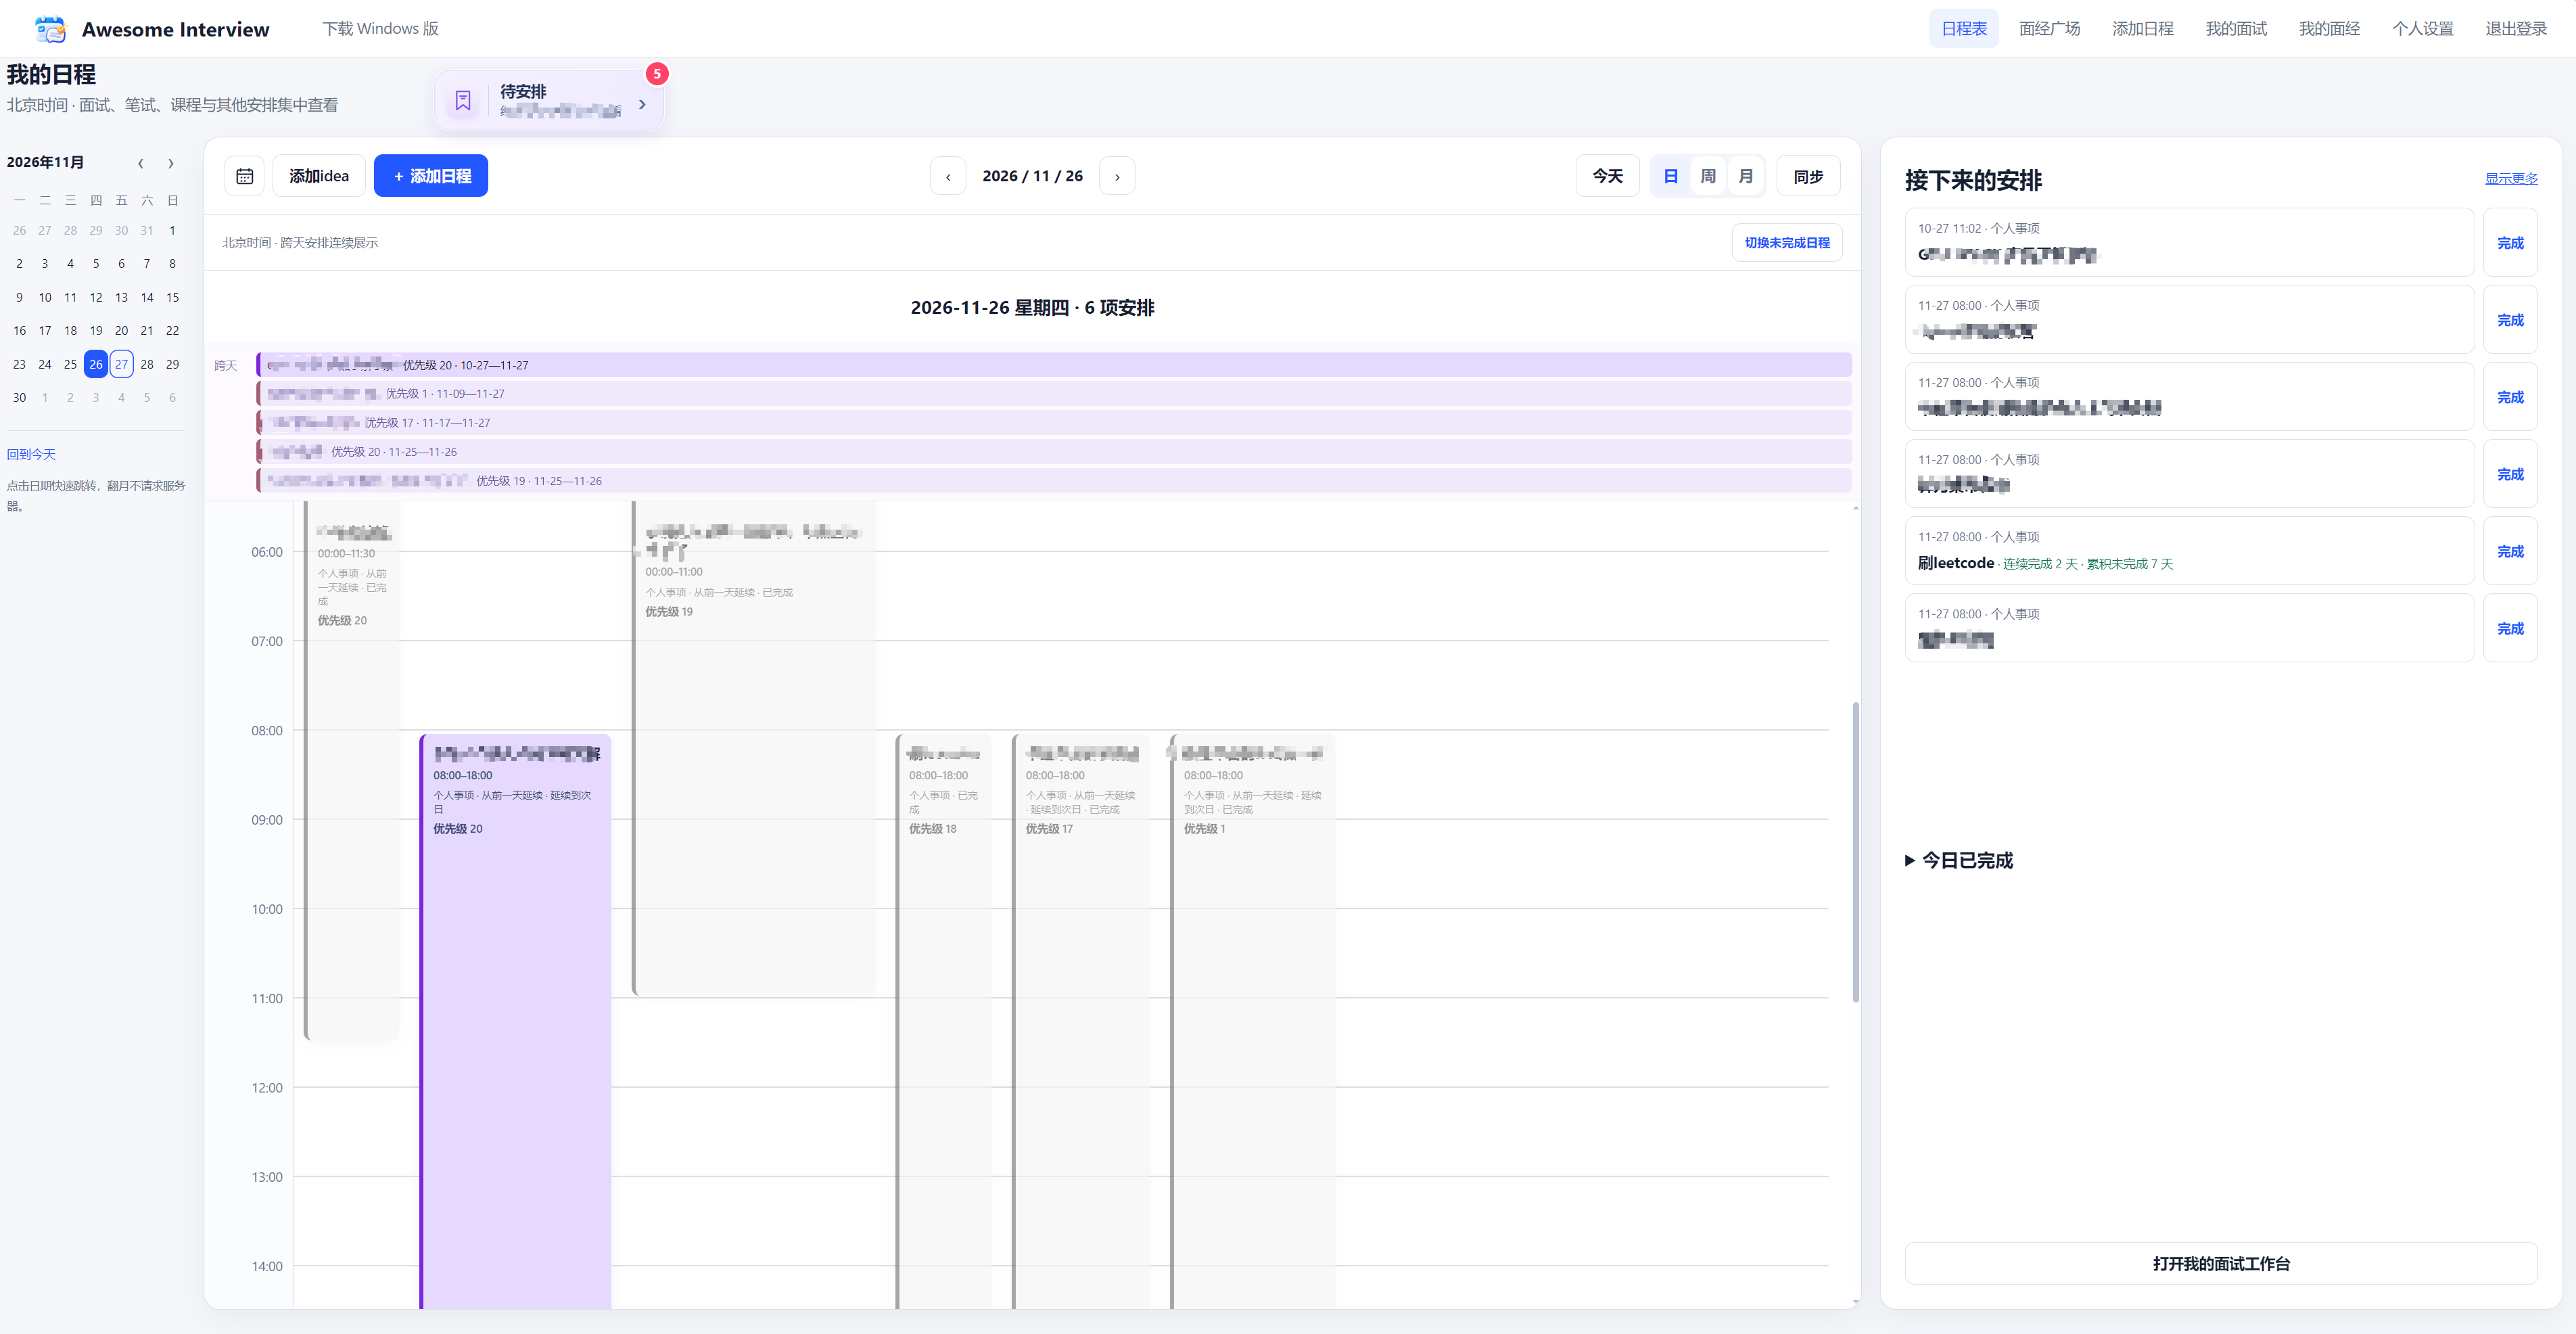 Awesome Interview
下载 Windows 版
日程表
面经广场
添加日程
我的面试
我的面经
个人设置
退出登录
我的日程
北京时间 · 面试、笔试、课程与其他安排集中查看
待安排
5
2026年11月
一 二 三 四 五 六 日
26 27 28 29 30 31 1
2 3 4 5 6 7 8
9 10 11 12 13 14 15
16 17 18 19 20 21 22
23 24 25 26 27 28 29
30 1 2 3 4 5 6
回到今天
点击日期快速跳转，翻月不请求服务
器。
添加idea
+ 添加日程
2026 / 11 / 26
今天
日 周 月
同步
北京时间 · 跨天安排连续展示
切换未完成日程
2026-11-26 星期四 · 6 项安排
跨天
优先级 20 · 10-27—11-27
优先级 1 · 11-09—11-27
优先级 17 · 11-17—11-27
优先级 20 · 11-25—11-26
优先级 19 · 11-25—11-26
06:00
07:00
08:00
09:00
10:00
11:00
12:00
13:00
14:00
00:00–11:30
个人事项 · 从前
一天延续 · 已完
成
优先级 20
08:00–18:00
个人事项 · 从前一天延续 · 延续到次
日
优先级 20
00:00–11:00
个人事项 · 从前一天延续 · 已完成
优先级 19
08:00–18:00
个人事项 · 已完
成
优先级 18
08:00–18:00
个人事项 · 从前一天延续
· 延续到次日 · 已完成
优先级 17
08:00–18:00
个人事项 · 从前一天延续 · 延续
到次日 · 已完成
优先级 1
接下来的安排
显示更多
10-27 11:02 · 个人事项
完成
11-27 08:00 · 个人事项
完成
11-27 08:00 · 个人事项
完成
11-27 08:00 · 个人事项
完成
11-27 08:00 · 个人事项
刷leetcode · 连续完成 2 天 · 累积未完成 7 天
完成
11-27 08:00 · 个人事项
完成
▶ 今日已完成
打开我的面试工作台